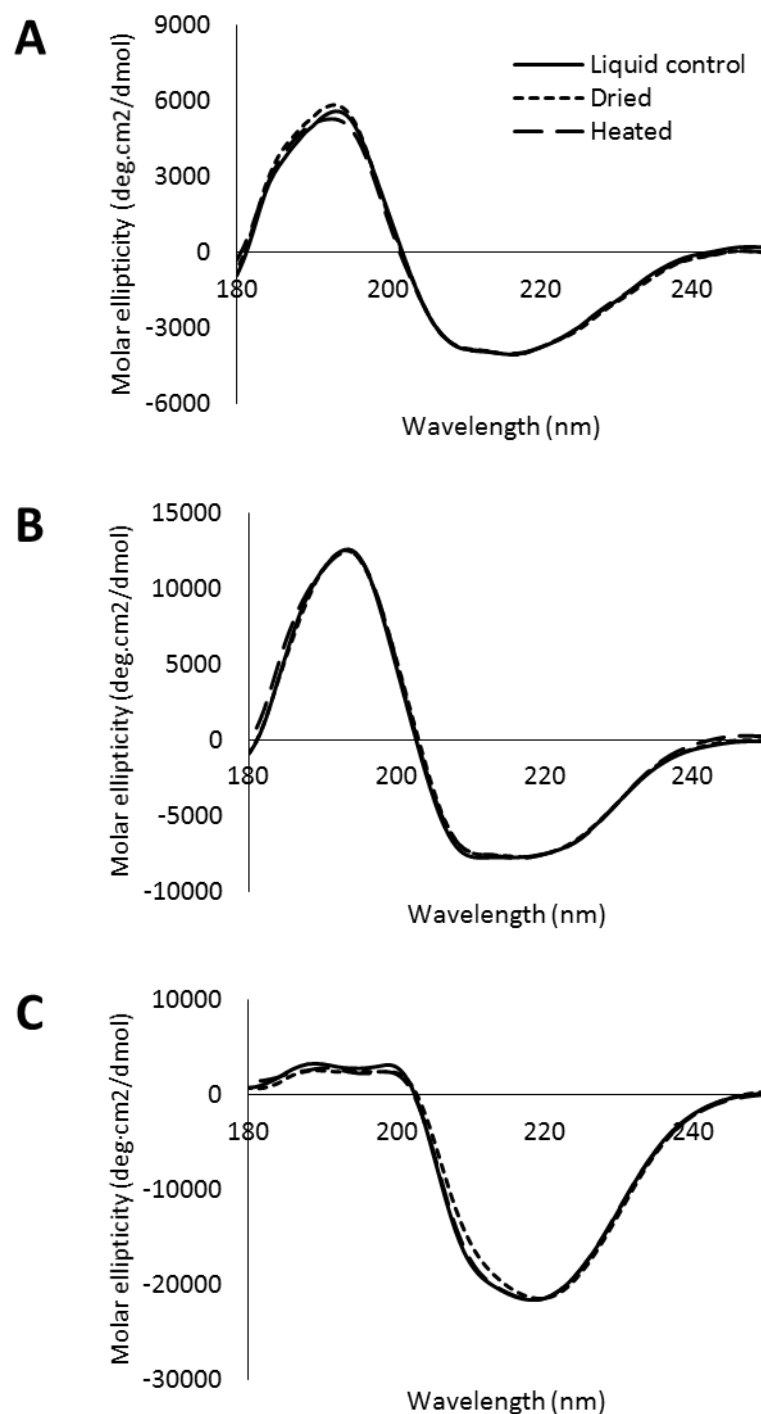 A
Molar ellipticity (deg.cm2/dmol)
9000
6000
3000
0
-3000
-6000
180
200
220
240
Wavelength (nm)
Liquid control
Dried
Heated
B
Molar ellipticity (deg.cm2/dmol)
15000
10000
5000
0
-5000
-10000
180
200
220
240
Wavelength (nm)
C
Molar ellipticity (deg·cm2/dmol)
10000
0
-10000
-20000
-30000
180
200
220
240
Wavelength (nm)